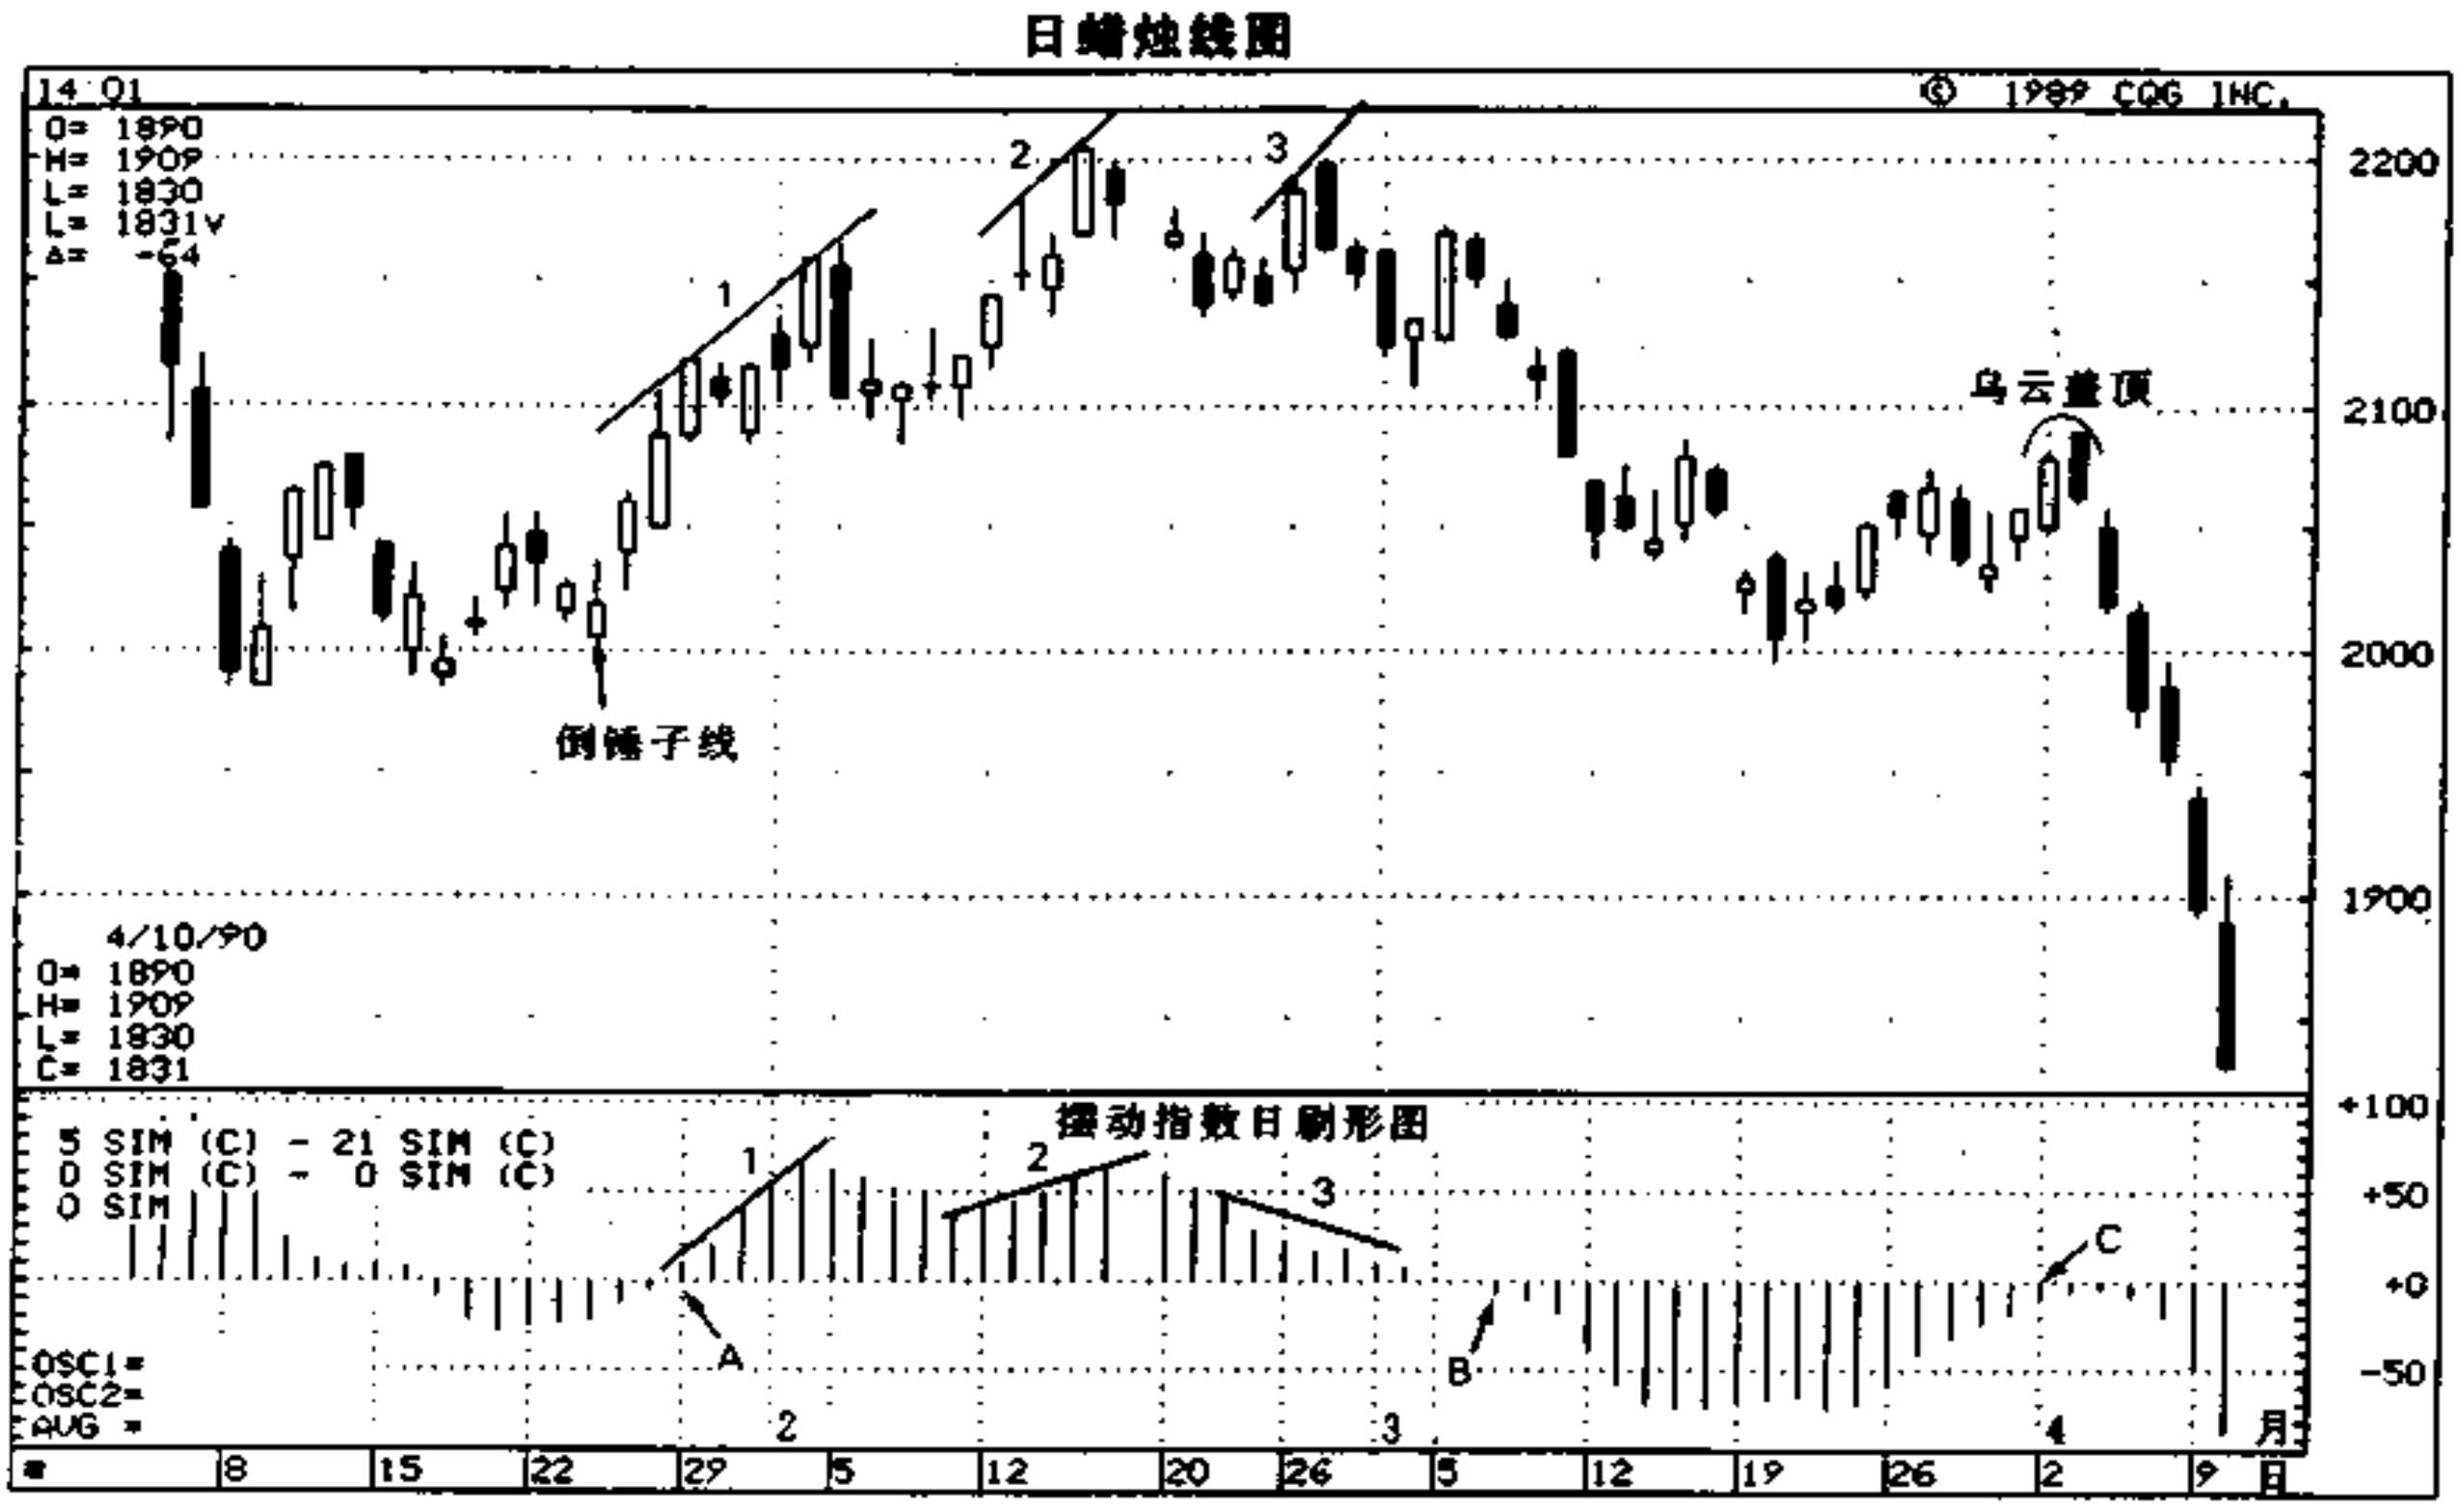 日蜡烛线图
14 01
© 1989 CQG INC.
O= 1890
H= 1909
L= 1830
L= 1831v
Δ= -64
2200
2100
2000
1900
1
2
3
乌云盖顶
倒锤子线
4/10/90
O= 1890
H= 1909
L= 1830
C= 1831
摆动指数日刷形图
5 SIM (C) - 21 SIM (C)
0 SIM (C) - 0 SIM (C)
0 SIM
1
2
3
A
B
C
+100
+50
+0
-50
OSC1=
OSC2=
AVG =
2 3 4 月
8 15 22 29 5 12 20 26 5 12 19 26 2 9 日